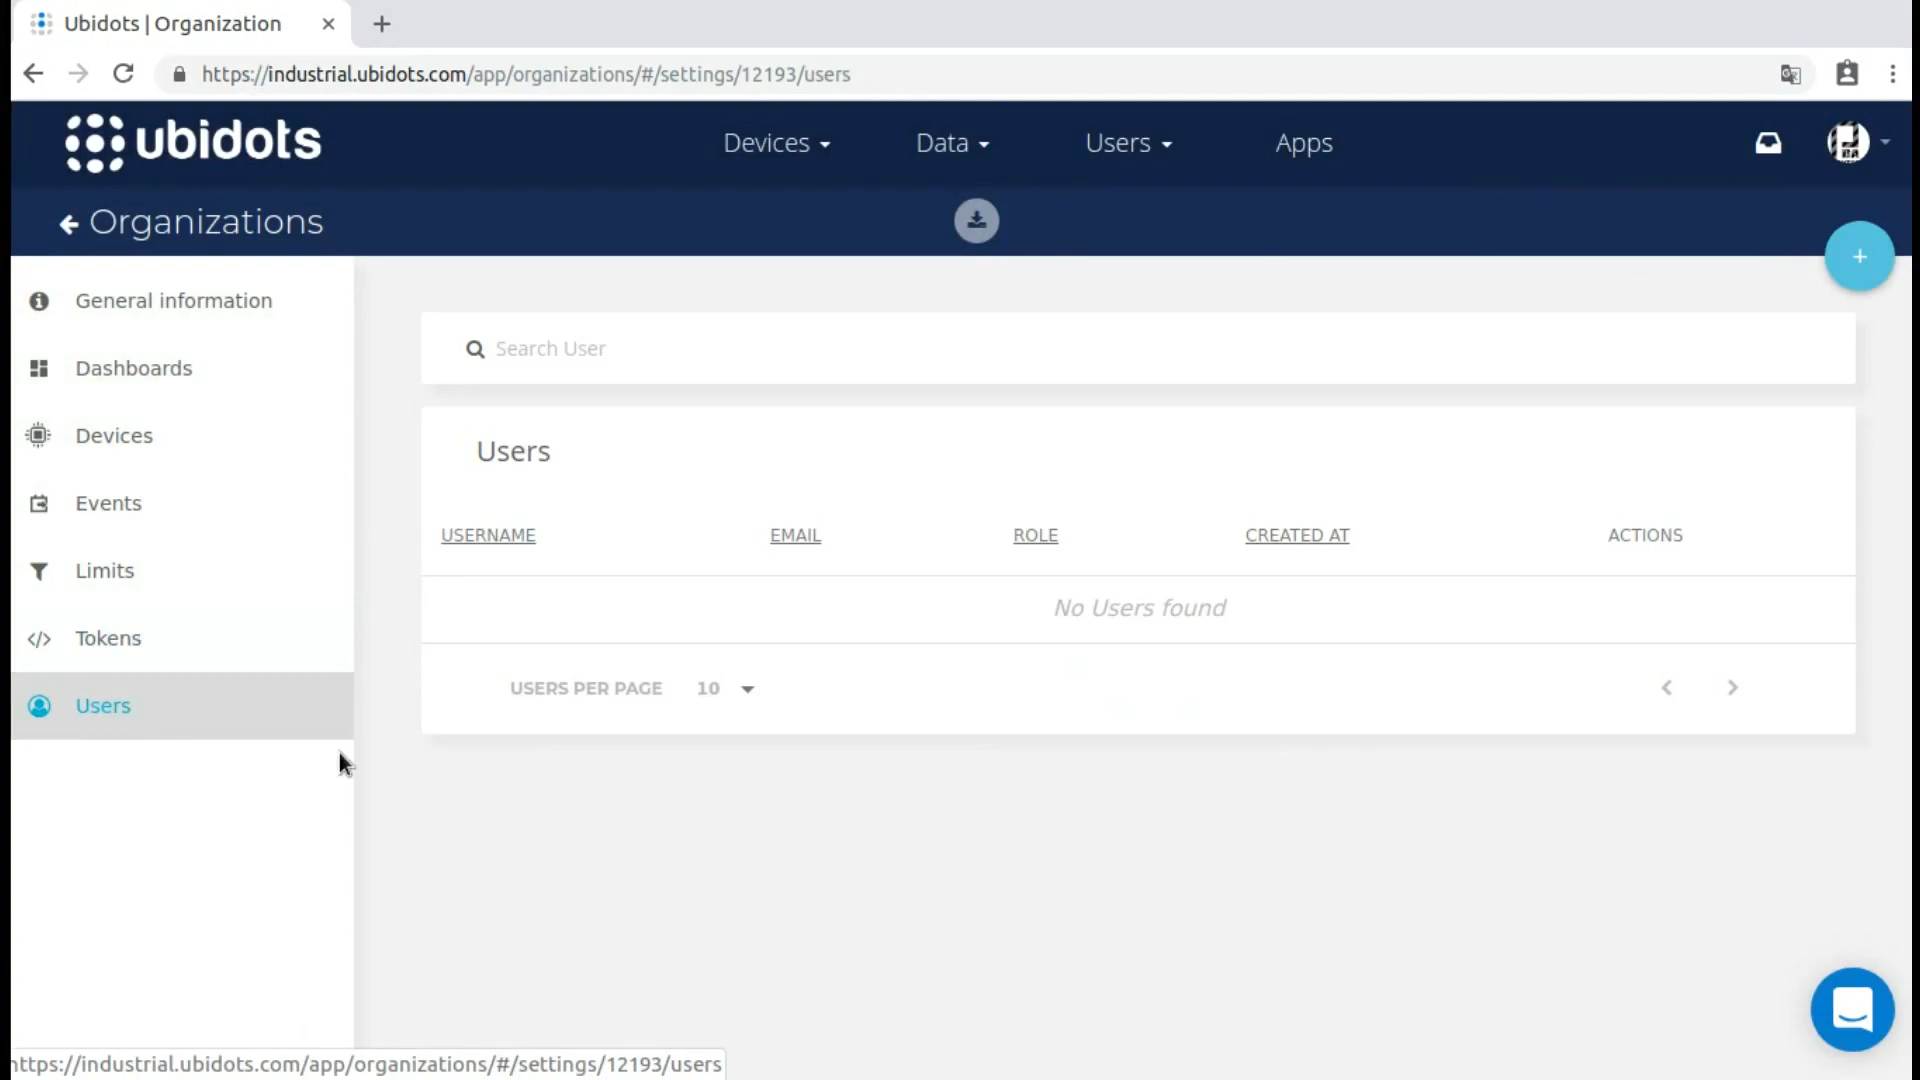 Ubidots | Organization
https://industrial.ubidots.com/app/organizations/#/settings/12193/users
ubidots
Devices
Data
Users
Apps
Organizations
General information
Dashboards
Devices
Events
Limits
Tokens
Users
Search User
Users
USERNAME EMAIL ROLE CREATED AT ACTIONS
No Users found
USERS PER PAGE 10
https://industrial.ubidots.com/app/organizations/#/settings/12193/users